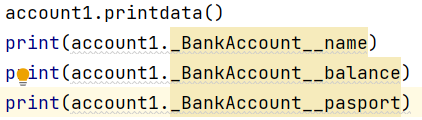 account1.printdata()
print(account1._BankAccount__name)
print(account1._BankAccount__balance)
print(account1._BankAccount__pasport)